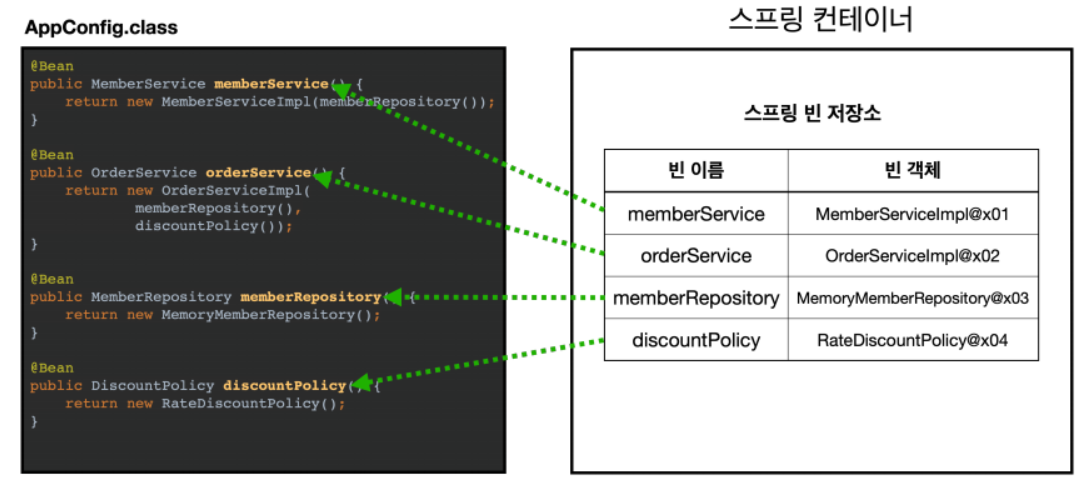 AppConfig.class
@Bean
public MemberService memberService() {
    return new MemberServiceImpl(memberRepository());
}
@Bean
public OrderService orderService() {
    return new OrderServiceImpl(
            memberRepository(),
            discountPolicy());
}
@Bean
public MemberRepository memberRepository() {
    return new MemoryMemberRepository();
}
@Bean
public DiscountPolicy discountPolicy() {
    return new RateDiscountPolicy();
}
스프링 컨테이너
스프링 빈 저장소
빈 이름 빈 객체
memberService MemberServiceImpl@x01
orderService OrderServiceImpl@x02
memberRepository MemoryMemberRepository@x03
discountPolicy RateDiscountPolicy@x04